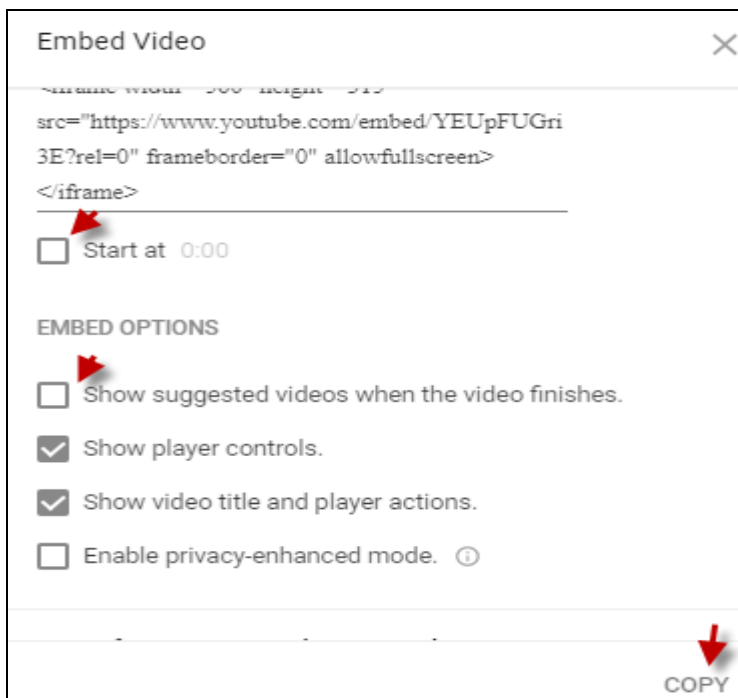 Embed Video
src="https://www.youtube.com/embed/YEUpFUGri
3E?rel=0" frameborder="0" allowfullscreen>
</iframe>
Start at 0:00
EMBED OPTIONS
Show suggested videos when the video finishes.
Show player controls.
Show video title and player actions.
Enable privacy-enhanced mode.
COPY